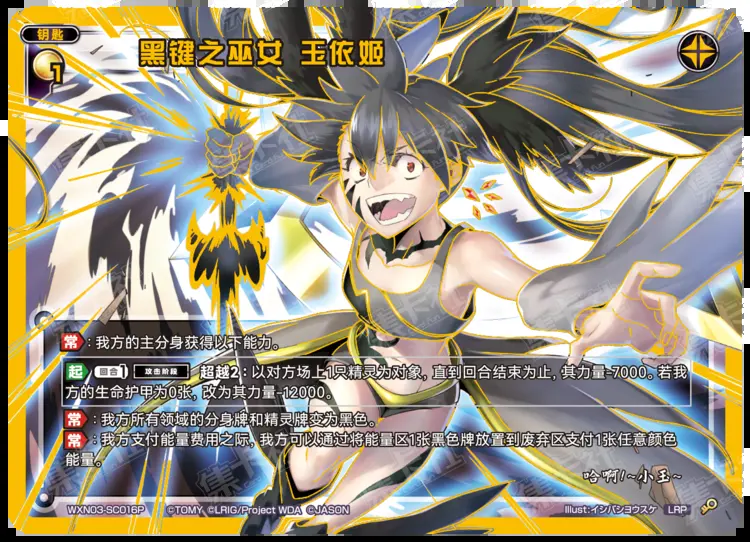 钥匙
1
黑键之巫女 玉依姬
常：我方的主分身获得以下能力。
起 回合1 攻击阶段 超越2：以对方场上1只精灵为对象，直到回合结束为止，其力量-7000。若我
方的生命护甲为0张，改为其力量-12000。
常：我方所有领域的分身牌和精灵牌变为黑色。
常：我方支付能量费用之际，我方可以通过将能量区1张黑色牌放置到废弃区支付1张任意颜色
能量。
哈啊!~小玉~
WXN03-SC016P ©TOMY ©LRIG/Project WDA ©JASON Illust:イシバシヨウスケ LRP